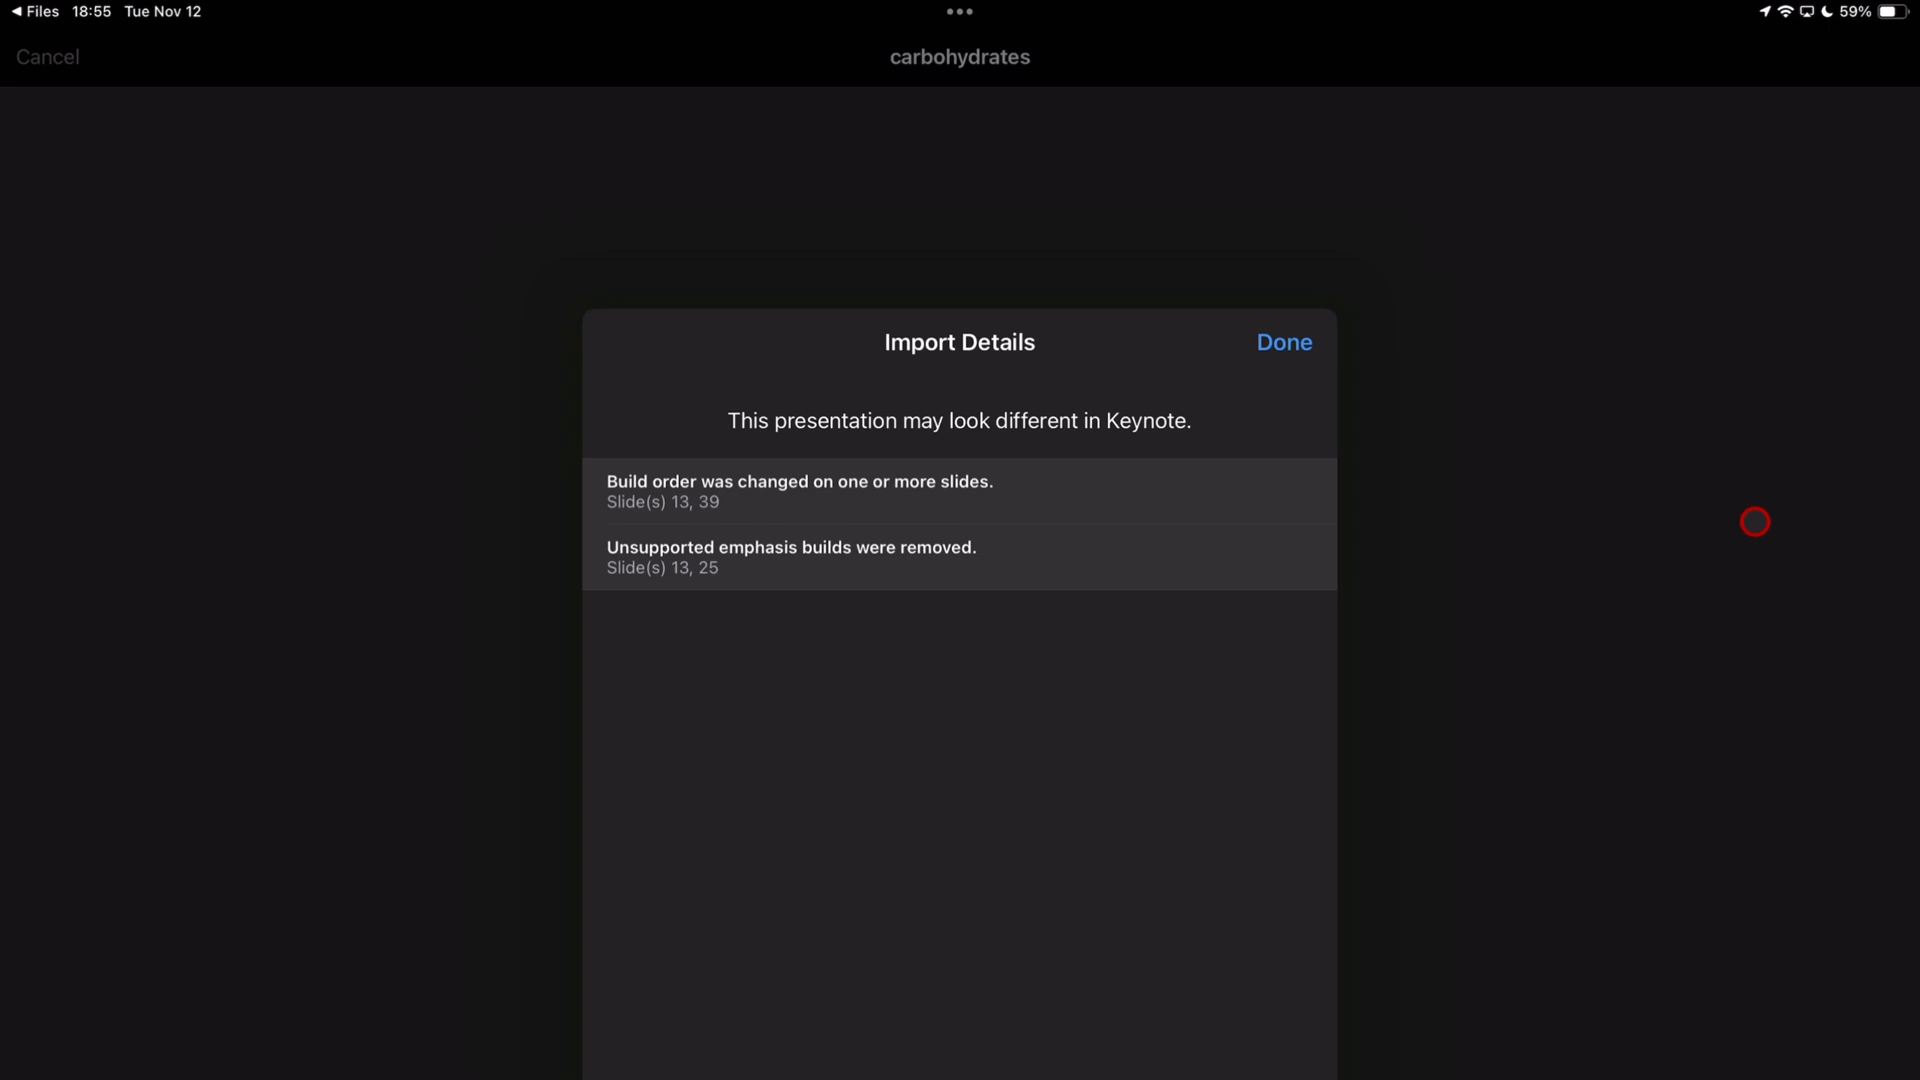 ◀ Files 18:55 Tue Nov 12
59%
Cancel
carbohydrates
Import Details
Done
This presentation may look different in Keynote.
Build order was changed on one or more slides.
Slide(s) 13, 39
Unsupported emphasis builds were removed.
Slide(s) 13, 25